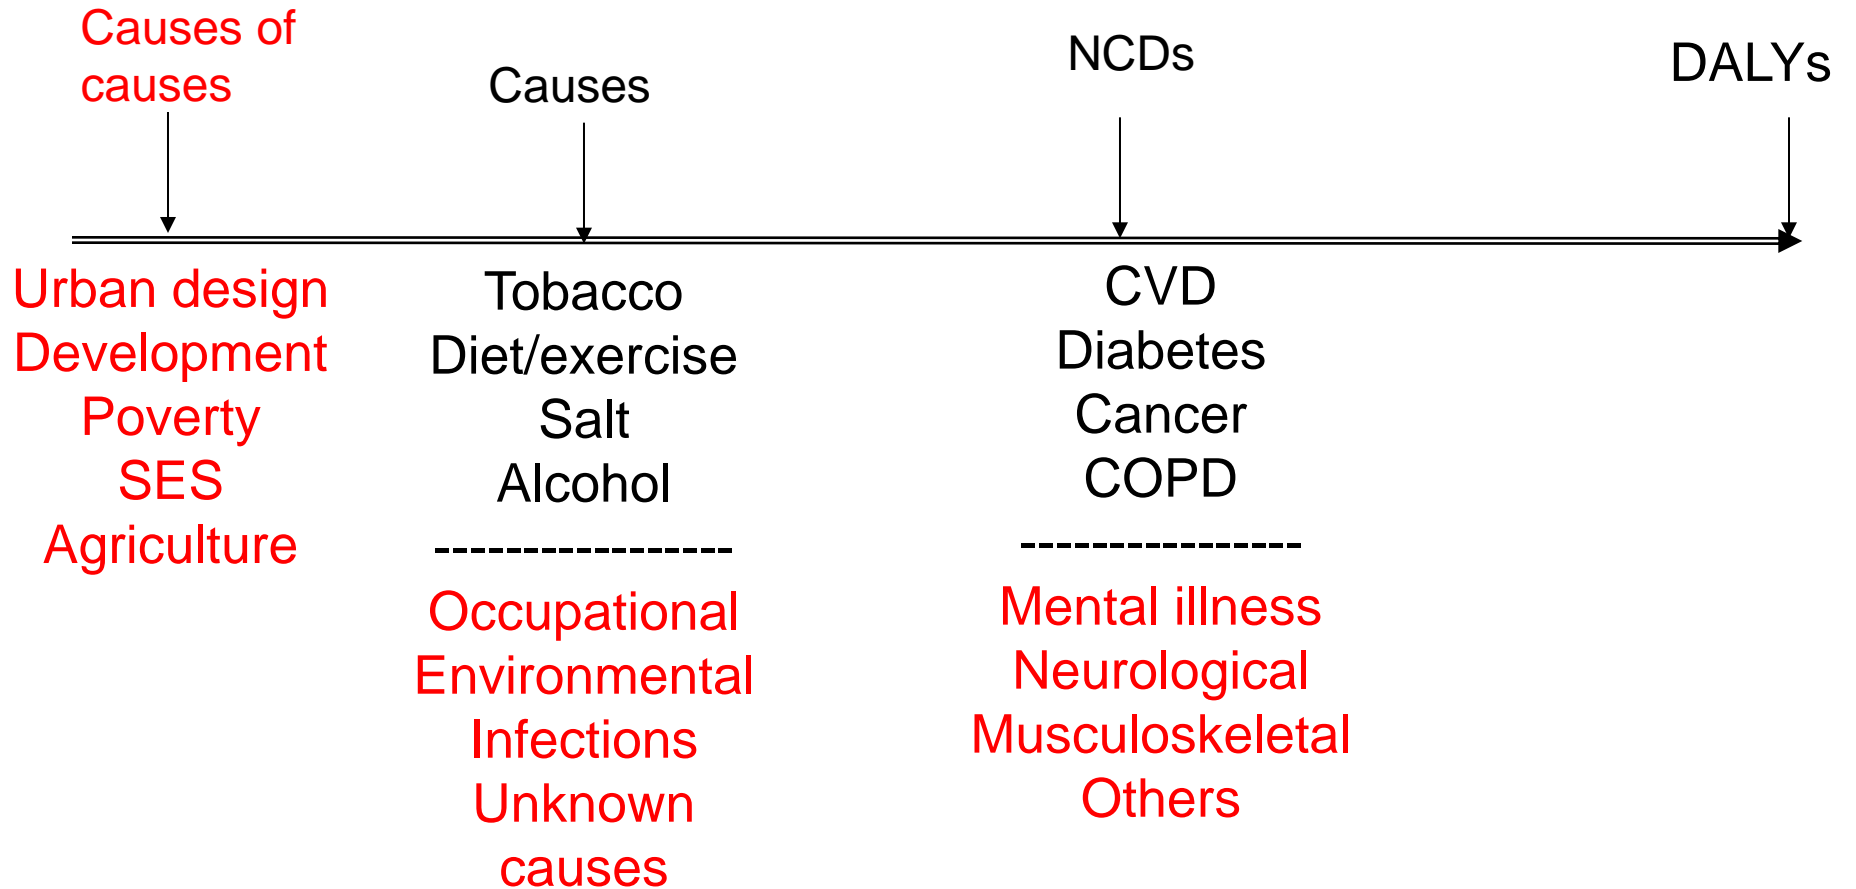 Causes of
causes
Causes
NCDs
DALYs
Urban design
Development
Poverty
SES
Agriculture
Tobacco
Diet/exercise
Salt
Alcohol
-----------------
Occupational
Environmental
Infections
Unknown
causes
CVD
Diabetes
Cancer
COPD
----------------
Mental illness
Neurological
Musculoskeletal
Others